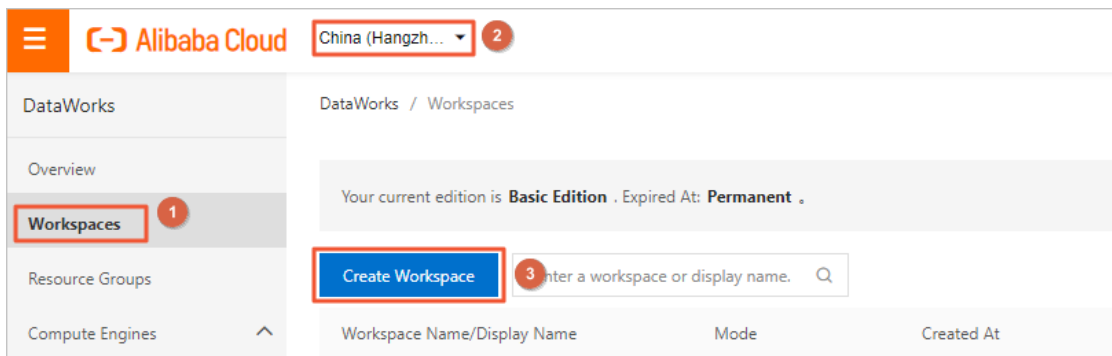 Alibaba Cloud
China (Hangzh...
2
DataWorks
DataWorks / Workspaces
Overview
Your current edition is Basic Edition . Expired At: Permanent 。
Workspaces
1
Create Workspace
3
nter a workspace or display name.
Resource Groups
Compute Engines
Workspace Name/Display Name
Mode
Created At